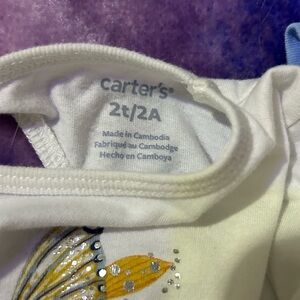 carter's®
2t/2A
Made in Cambodia
Fabriqué au Cambodge
Hecho en Camboya